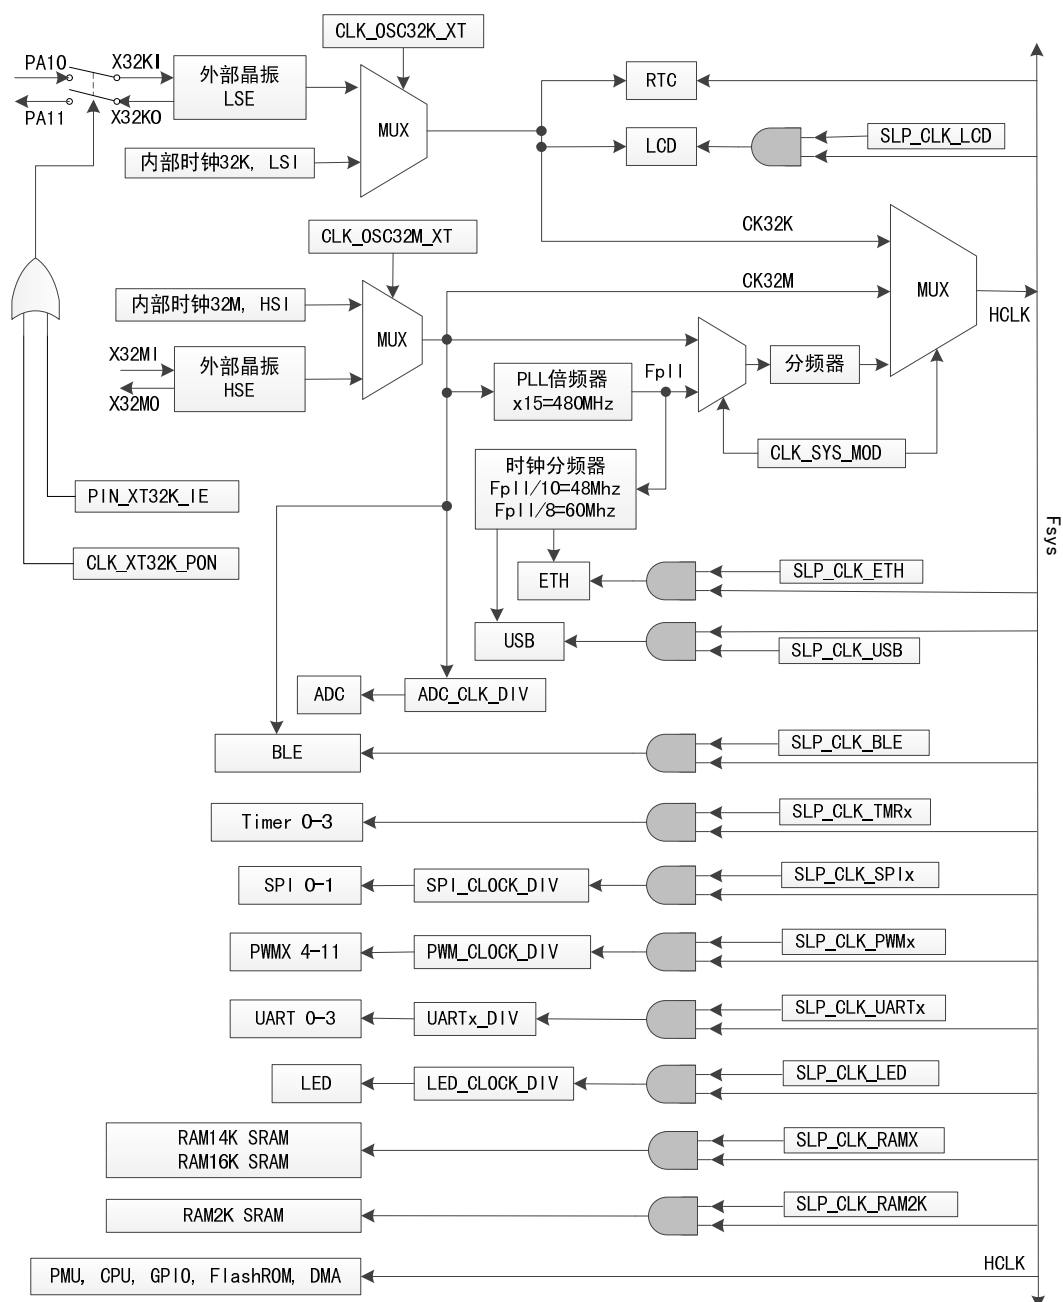 CLK_OSC32K_XT
PA10
X32KI
外部晶振
LSE
RTC
PA11
X32KO
MUX
LCD
SLP_CLK_LCD
内部时钟32K, LSI
CK32K
CLK_OSC32M_XT
CK32M
内部时钟32M, HSI
MUX
MUX
HCLK
X32MI
外部晶振
HSE
X32MO
PLL倍频器
x15=480MHz
Fpll
分频器
CLK_SYS_MOD
时钟分频器
Fpll/10=48Mhz
Fpll/8=60Mhz
PIN_XT32K_IE
Fsys
CLK_XT32K_PON
ETH
SLP_CLK_ETH
USB
SLP_CLK_USB
ADC
ADC_CLK_DIV
BLE
SLP_CLK_BLE
Timer 0-3
SLP_CLK_TMRx
SPI 0-1
SPI_CLOCK_DIV
SLP_CLK_SPIx
PWMX 4-11
PWM_CLOCK_DIV
SLP_CLK_PWMx
UART 0-3
UARTx_DIV
SLP_CLK_UARTx
LED
LED_CLOCK_DIV
SLP_CLK_LED
RAM14K SRAM
RAM16K SRAM
SLP_CLK_RAMX
RAM2K SRAM
SLP_CLK_RAM2K
PMU, CPU, GPIO, FlashROM, DMA
HCLK